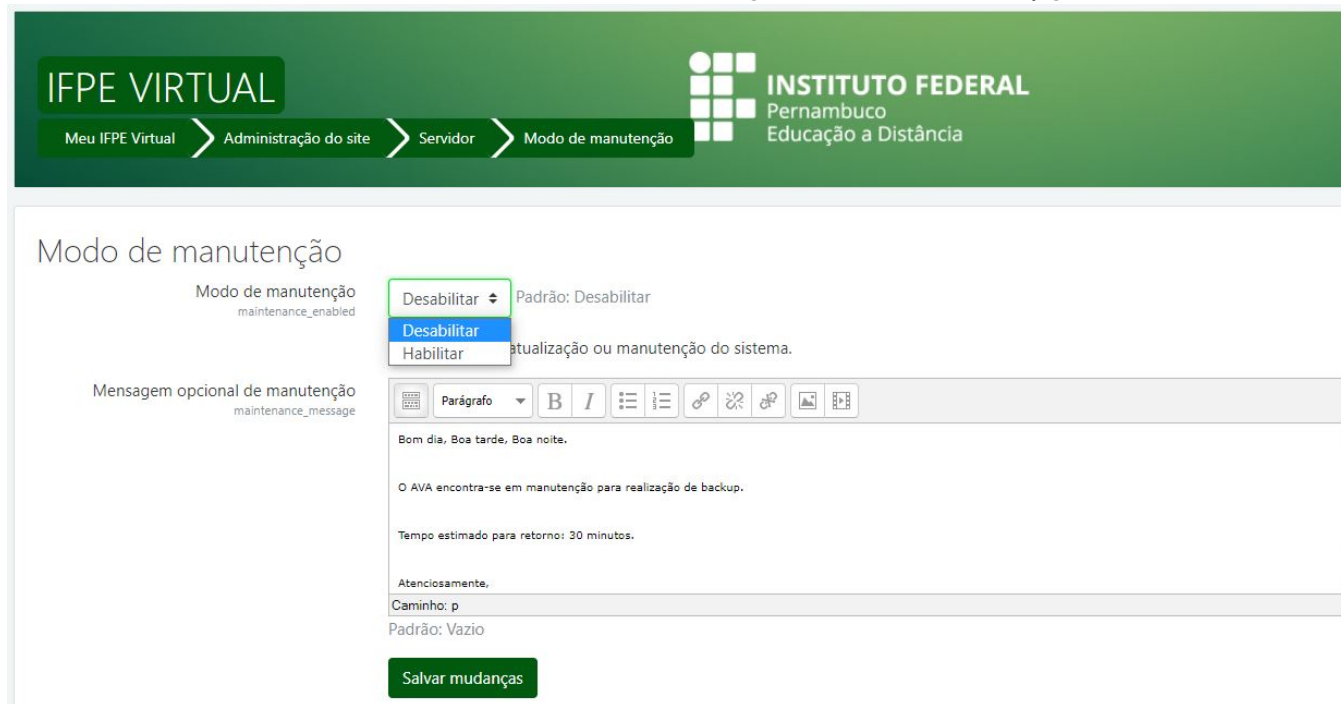 IFPE VIRTUAL
INSTITUTO FEDERAL
Pernambuco
Educação a Distância
Meu IFPE Virtual Administração do site Servidor Modo de manutenção
Modo de manutenção
Modo de manutenção
maintenance_enabled
Desabilitar Padrão: Desabilitar
Desabilitar
Habilitar
atualização ou manutenção do sistema.
Mensagem opcional de manutenção
maintenance_message
Parágrafo B I
Bom dia, Boa tarde, Boa noite.
O AVA encontra-se em manutenção para realização de backup.
Tempo estimado para retorno: 30 minutos.
Atenciosamente,
Caminho: p
Padrão: Vazio
Salvar mudanças